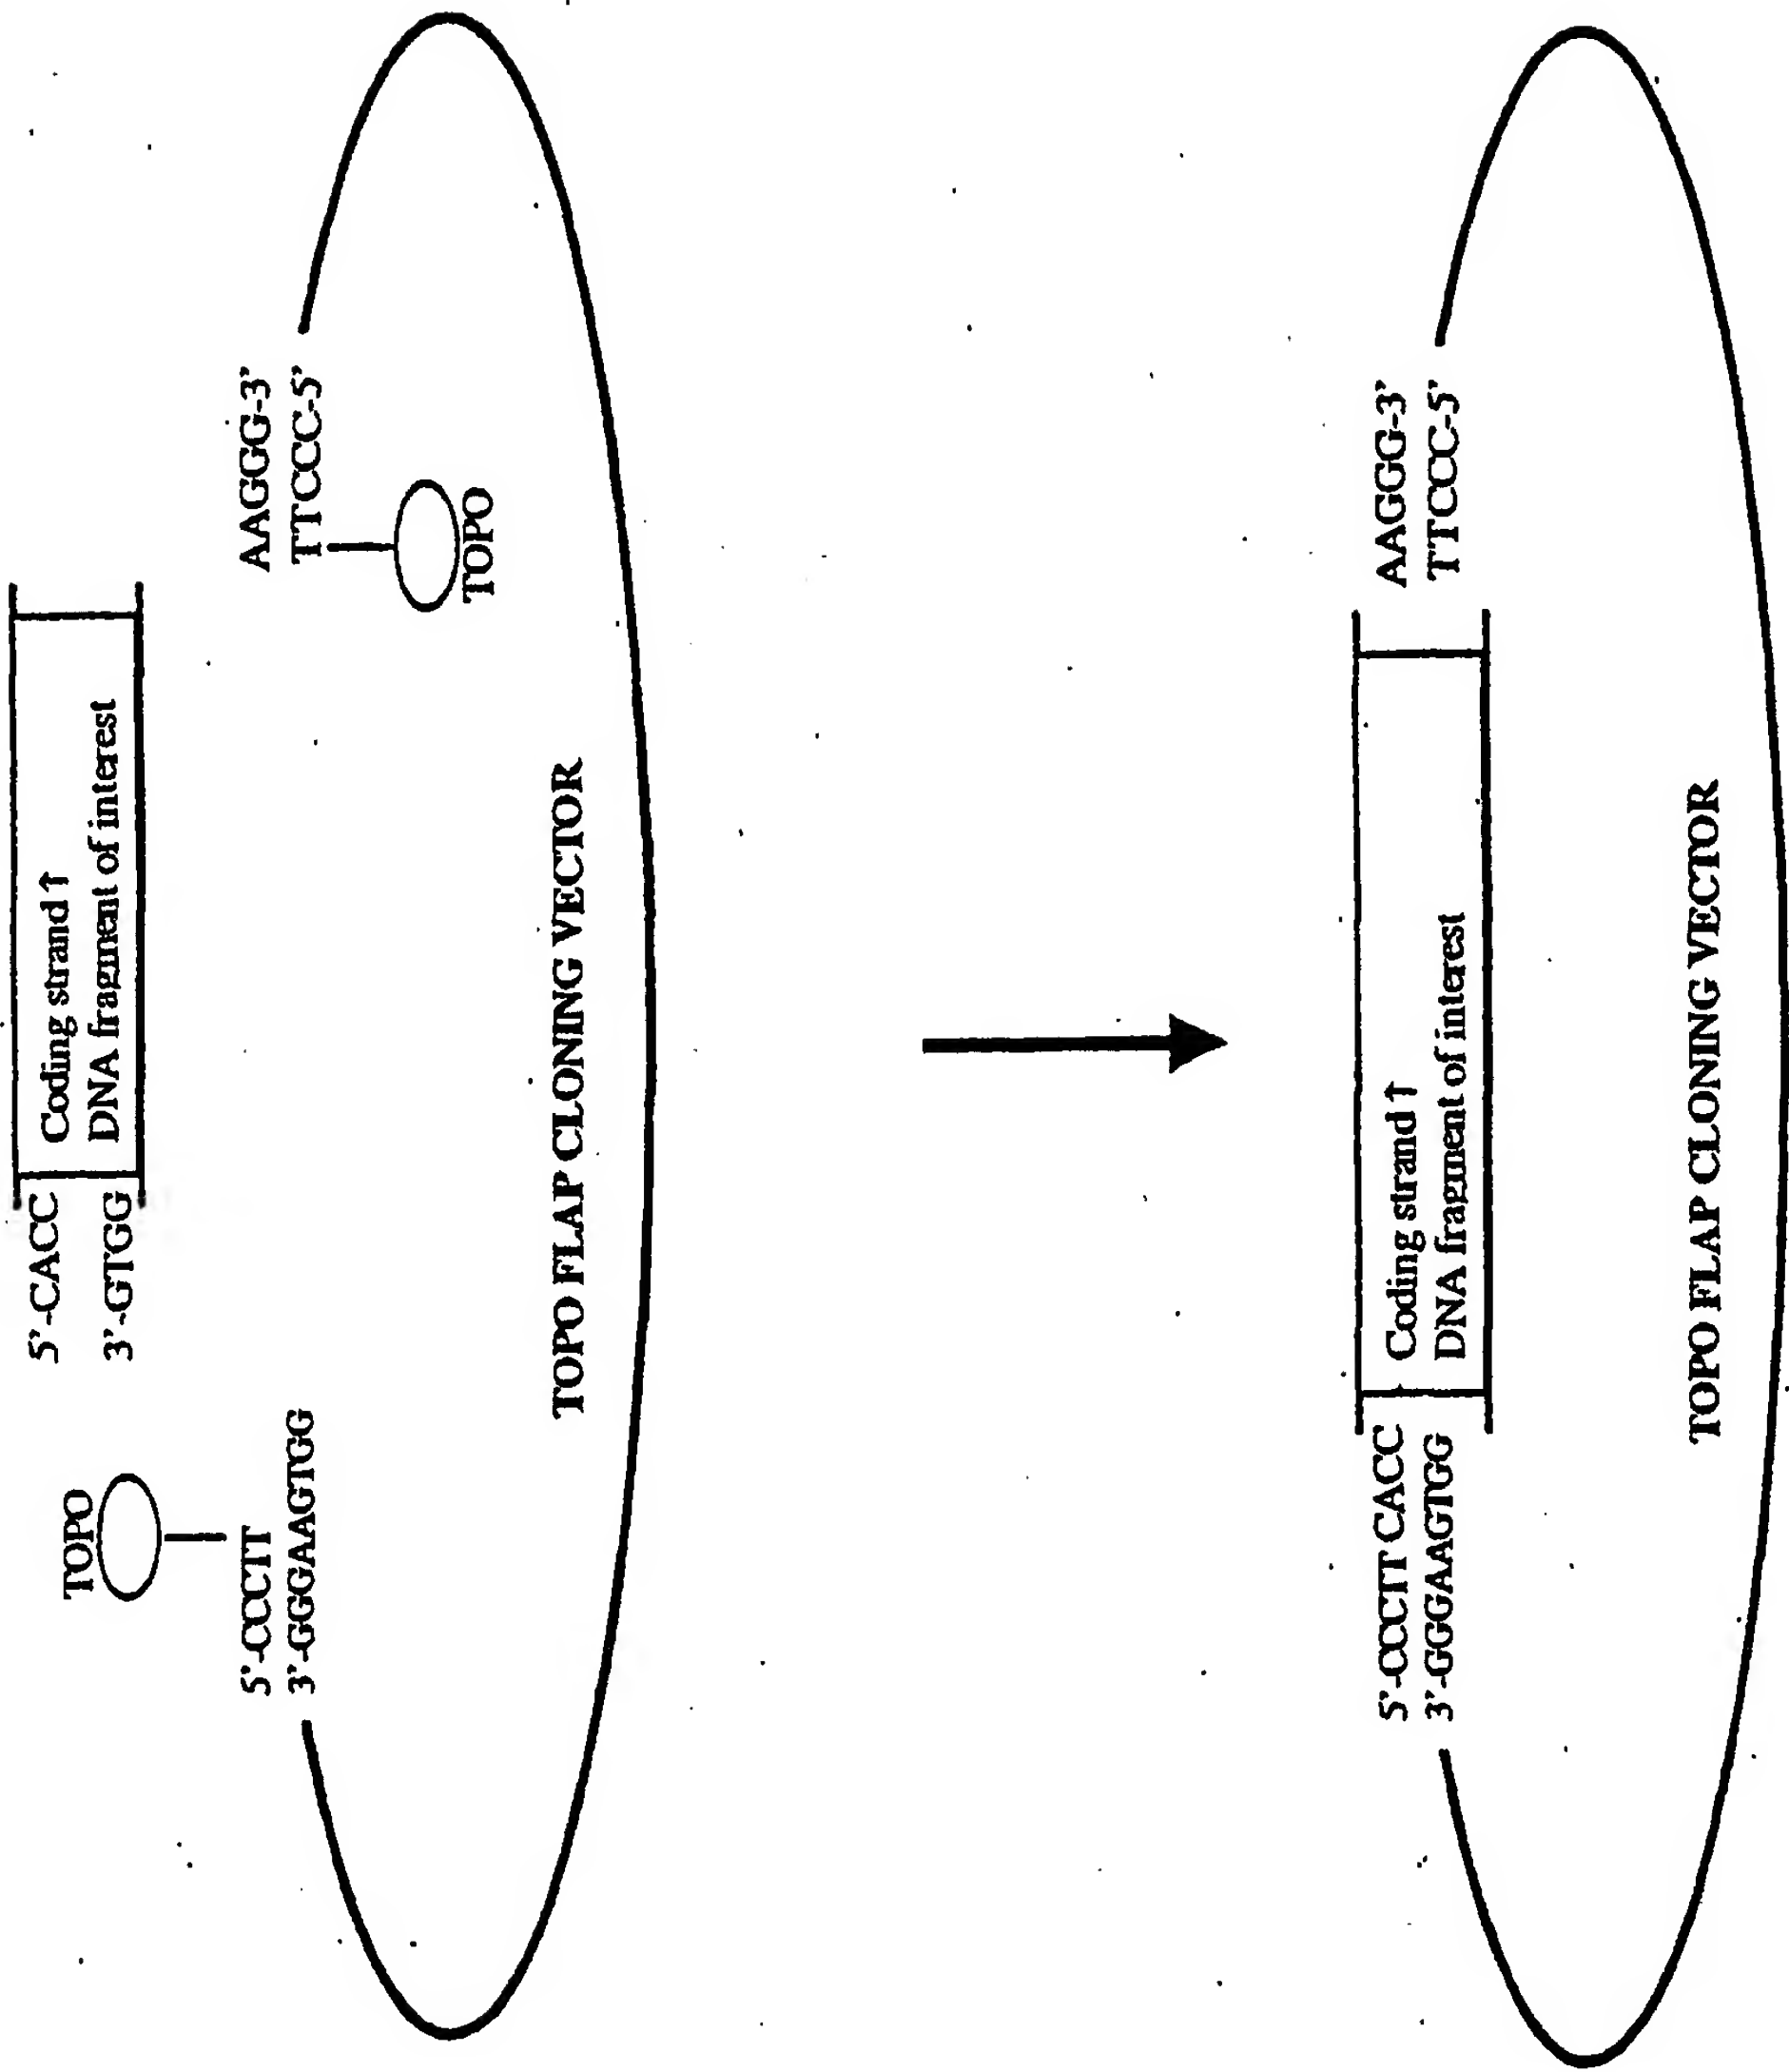 5'-CACC
3'-GTGG
Coding strand↑
DNA fragment of interest
TOPO
5'-CCCTT
3'-GGGAAGTGG
AAGGG-3'
TTCCC-5'
TOPO
TOPO FLAP CLONING VECTOR
5'-CCCTT CACC
3'-GGGAAGTGG
Coding strand↑
DNA fragment of interest
AAGGG-3'
TTCCC-5'
TOPO FLAP CLONING VECTOR